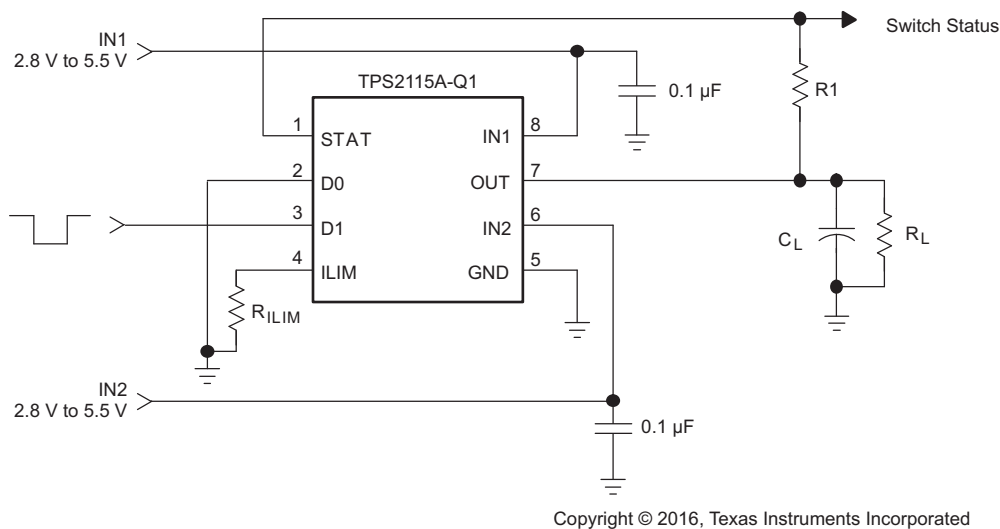 Switch Status
IN1
2.8 V to 5.5 V
TPS2115A-Q1
0.1 µF
R1
1
STAT
IN1
8
2
D0
OUT
7
3
D1
IN2
6
4
ILIM
GND
5
CL
RL
RILIM
IN2
2.8 V to 5.5 V
0.1 µF
Copyright © 2016, Texas Instruments Incorporated